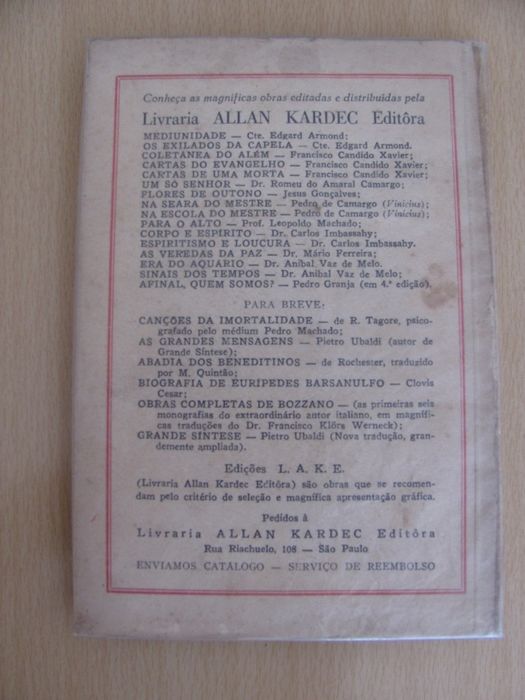 Conheça as magníficas obras editadas e distribuidas pela
Livraria ALLAN KARDEC Editôra
MEDIUNIDADE — Cte. Edgard Armond;
OS EXILADOS DA CAPELA — Cte. Edgard Armond.
COLETANEA DO ALÉM — Francisco Candido Xavier;
CARTAS DO EVANGELHO — Francisco Candido Xavier;
CARTAS DE UMA MORTA — Francisco Candido Xavier;
UM SÓ SENHOR — Dr. Romeu do Amaral Camargo;
FLORES DE OUTONO — Jesus Gonçalves;
NA SEARA DO MESTRE — Pedro de Camargo (Vinicius);
NA ESCOLA DO MESTRE — Pedro de Camargo (Vinicius);
PARA O ALTO — Prof. Leopoldo Machado;
CORPO E ESPIRITO — Dr. Carlos Imbassahy;
ESPIRITISMO E LOUCURA — Dr. Carlos Imbassahy.
AS VEREDAS DA PAZ — Dr. Mário Ferreira;
ERA DO AQUÁRIO — Dr. Aníbal Vaz de Melo.
SINAIS DOS TEMPOS — Dr. Aníbal Vaz de Melo;
AFINAL, QUEM SOMOS? — Pedro Granja (em 4.ª edição).
PARA BREVE:
CANÇÕES DA IMORTALIDADE — de R. Tagore, psico-
grafado pelo médium Pedro Machado;
AS GRANDES MENSAGENS — Pietro Ubaldi (autor de
Grande Síntese);
ABADIA DOS BENEDITINOS — de Rochester, traduzido
por M. Quintão;
BIOGRAFIA DE EURÍPEDES BARSANULFO — Clovis
Cesar;
OBRAS COMPLETAS DE BOZZANO — (as primeiras seis
monografias do extraordinário autor italiano, em magnífi-
cas traduções do Dr. Francisco Klörs Werneck);
GRANDE SÍNTESE — Pietro Ubaldi (Nova tradução, gran-
demente ampliada).
Edições L. A. K. E.
(Livraria Allan Kardec Editôra) são obras que se recomen-
dam pelo critério de seleção e magnífica apresentação gráfica.
Pedidos à
Livraria ALLAN KARDEC Editôra
Rua Riachuelo, 108 — São Paulo
ENVIAMOS CATÁLOGO — SERVIÇO DE REEMBOLSO